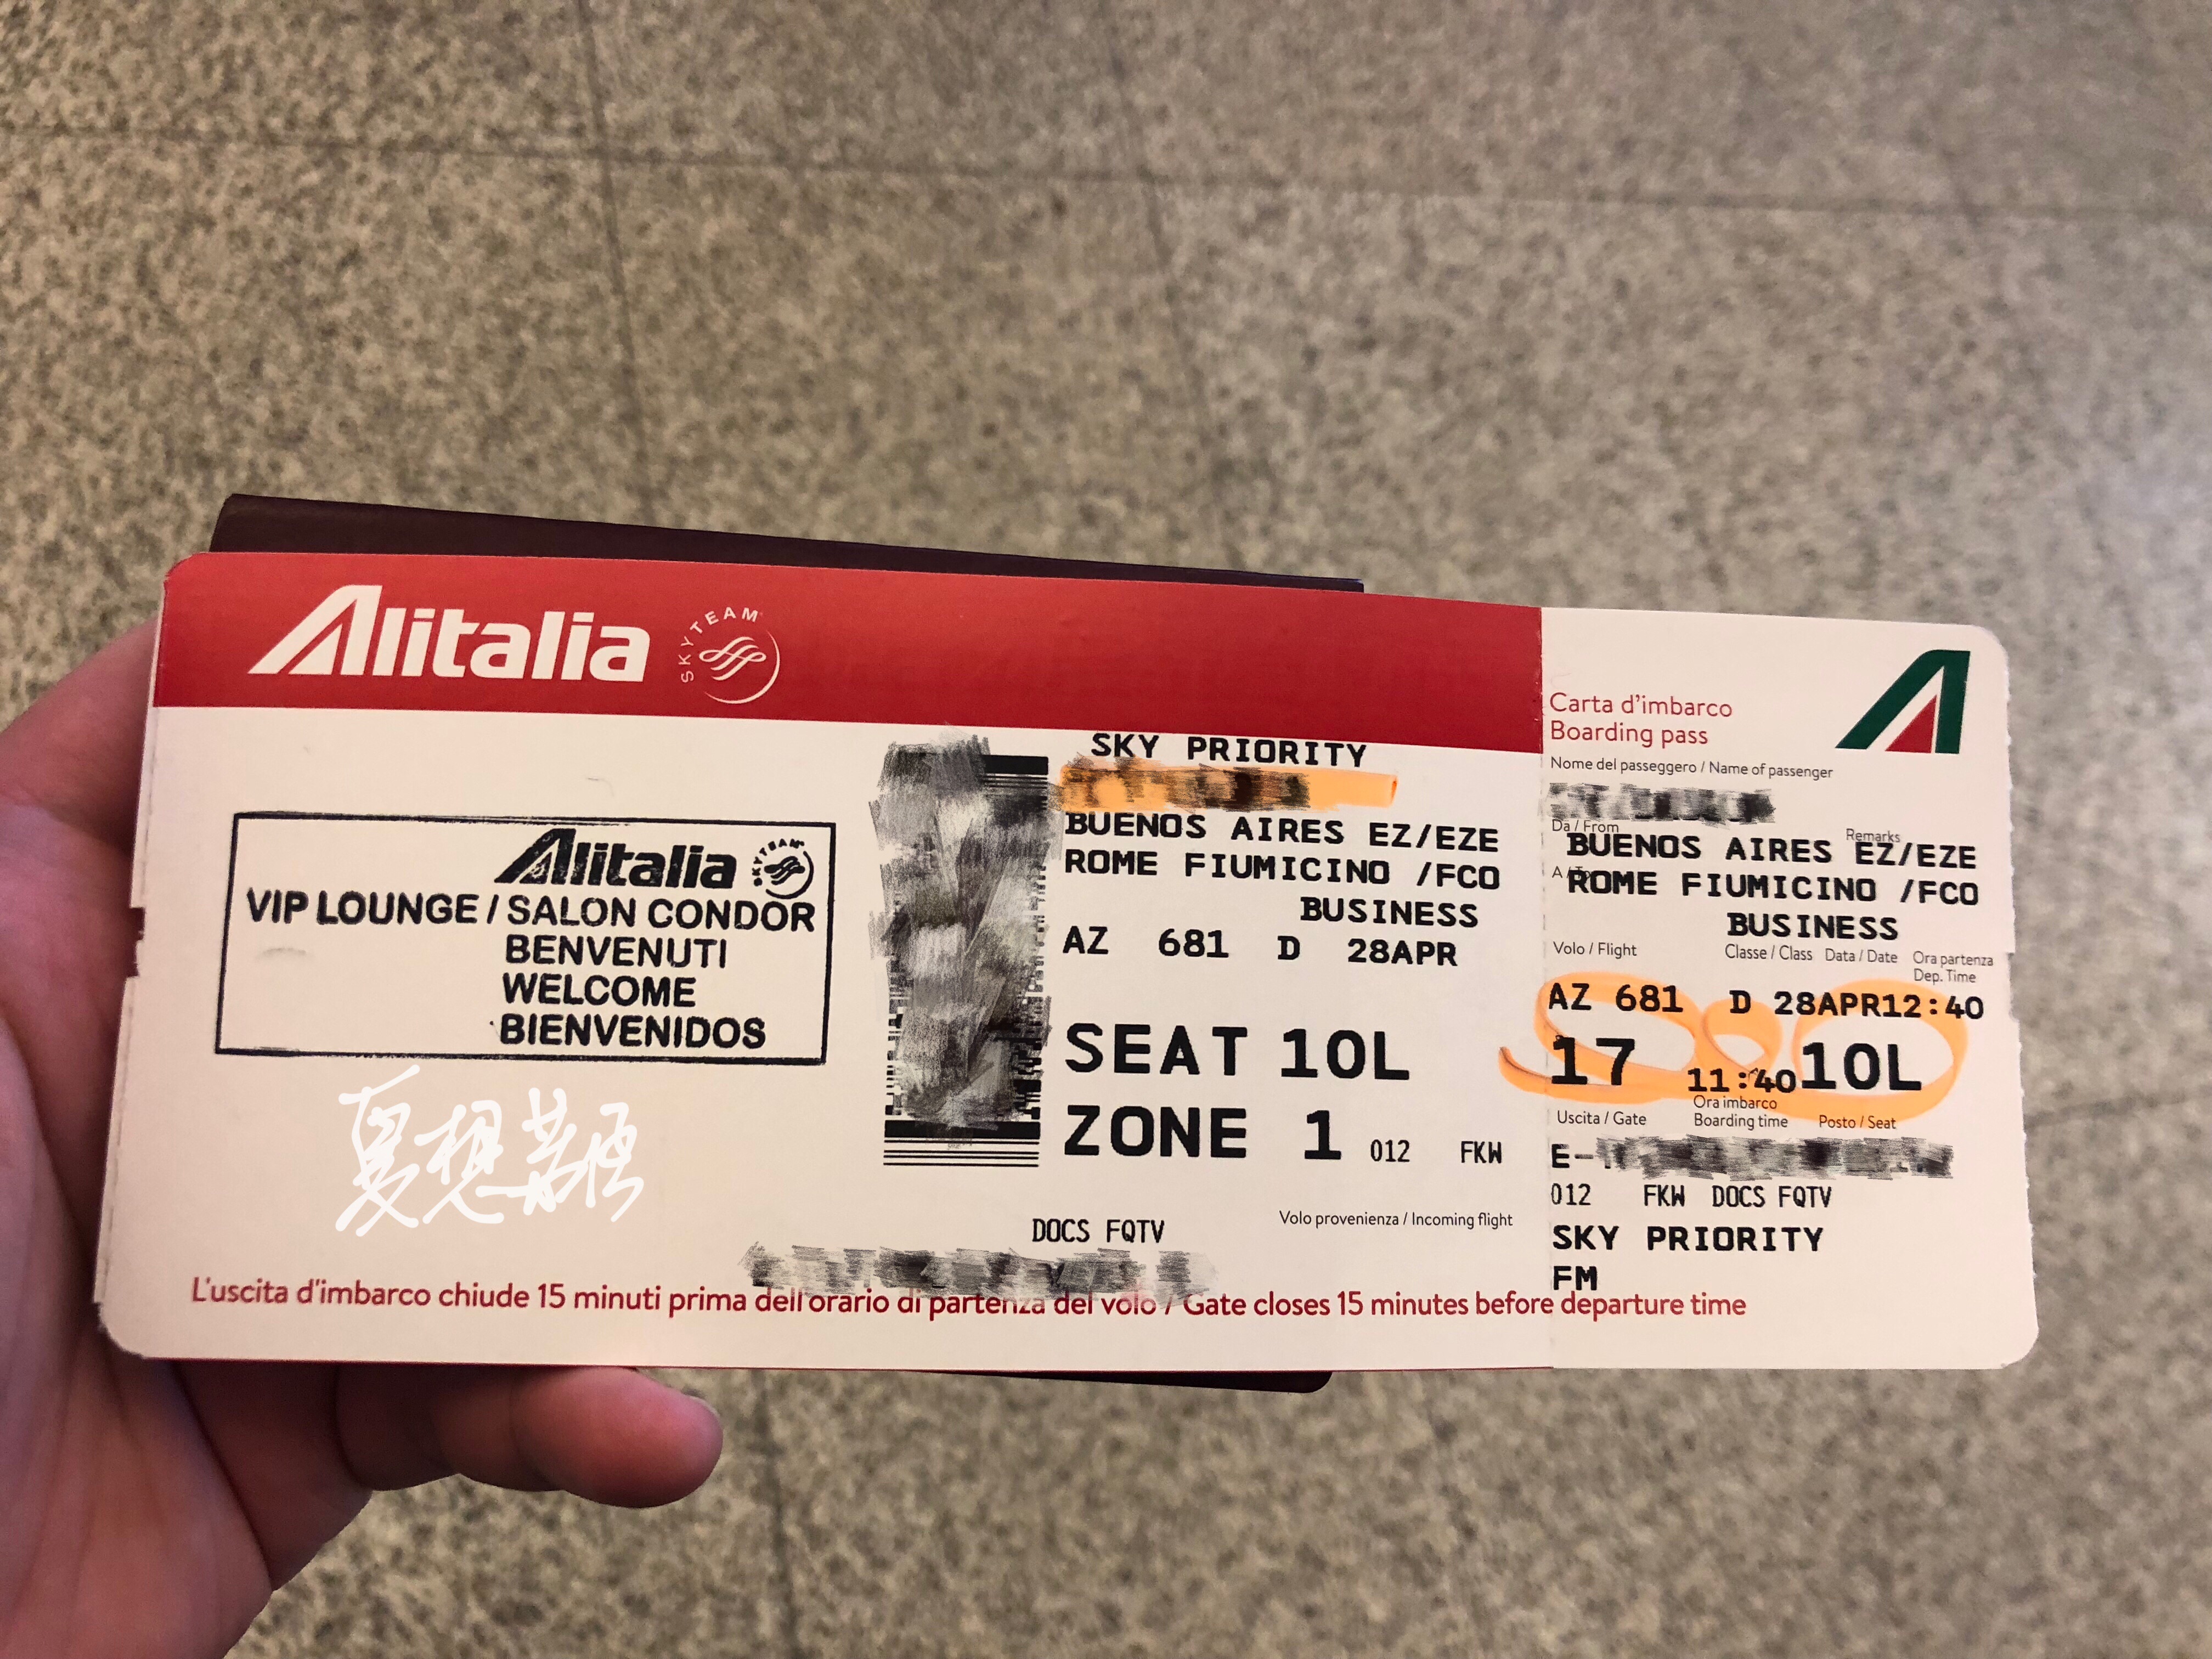 Alitalia
SKYTEAM
Alitalia SKYTEAM
VIP LOUNGE / SALON CONDOR
BENVENUTI
WELCOME
BIENVENIDOS
SKY PRIORITY
BUENOS AIRES EZ/EZE
ROME FIUMICINO /FCO
BUSINESS
AZ 681 D 28APR
SEAT 10L
ZONE 1 012 FKW
Volo provenienza / Incoming flight
DOCS FQTV
L'uscita d'imbarco chiude 15 minuti prima dell'orario di partenza del volo / Gate closes 15 minutes before departure time
Carta d'imbarco
Boarding pass
Nome del passeggero / Name of passenger
Da / From Remarks
BUENOS AIRES EZ/EZE
ROME FIUMICINO /FCO
BUSINESS
Volo / Flight Classe / Class Data / Date Ora partenza
Dep. Time
AZ 681 D 28APR12:40
17 11:40 10L
Uscita / Gate Ora imbarco Posto / Seat
Boarding time
E-
012 FKW DOCS FQTV
SKY PRIORITY
FM